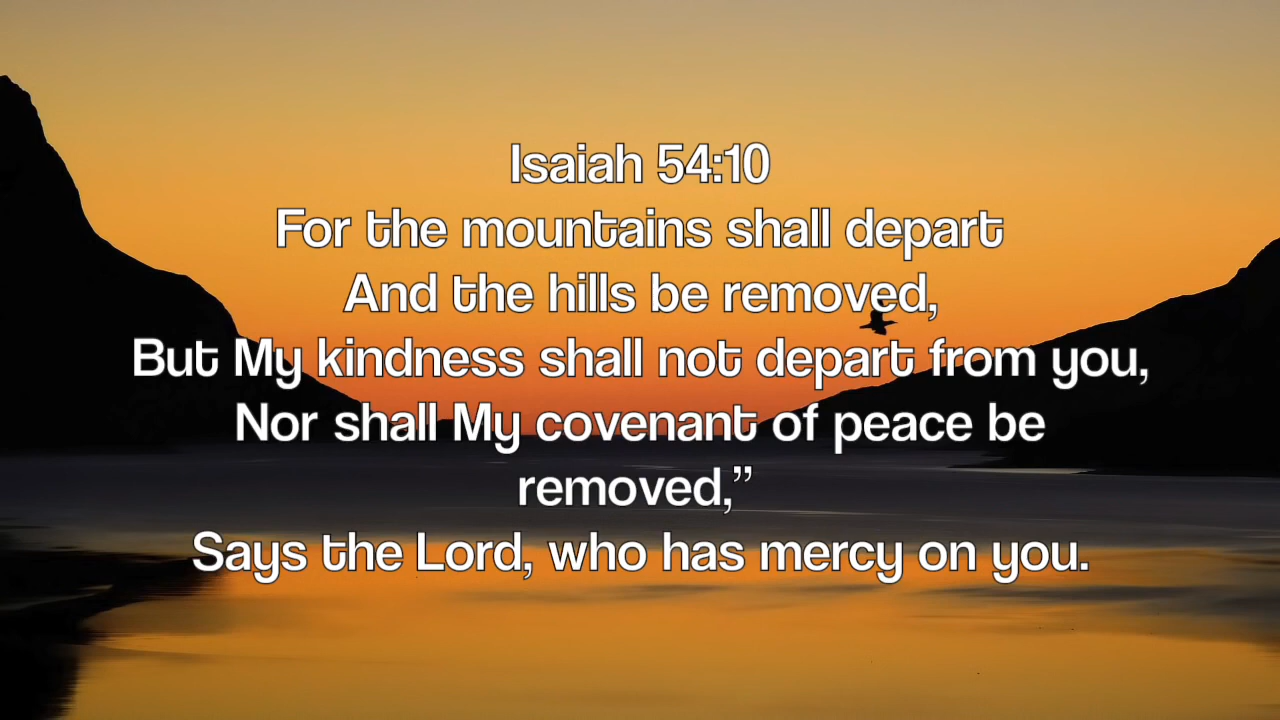 Isaiah 54:10
For the mountains shall depart
And the hills be removed,
But My kindness shall not depart from you,
Nor shall My covenant of peace be
removed,”
Says the Lord, who has mercy on you.